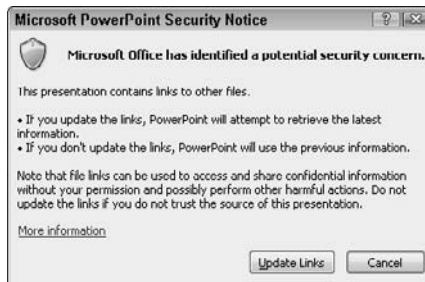 Microsoft PowerPoint Security Notice
Microsoft Office has identified a potential security concern.
This presentation contains links to other files.
• If you update the links, PowerPoint will attempt to retrieve the latest
information.
• If you don't update the links, PowerPoint will use the previous information.
Note that file links can be used to access and share confidential information
without your permission and possibly perform other harmful actions. Do not
update the links if you do not trust the source of this presentation.
More information
Update Links Cancel